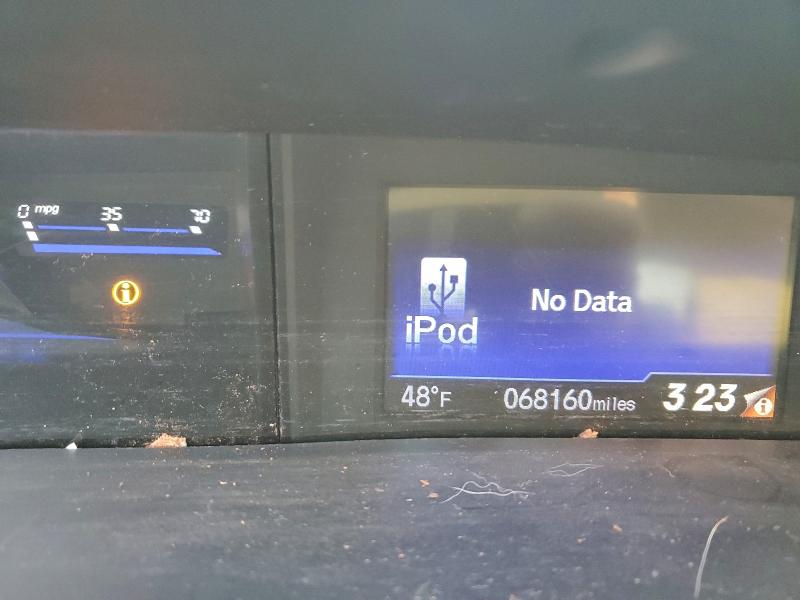 0 mpg 35 70
i
No Data
iPod
48°F 068160miles 3 23 i